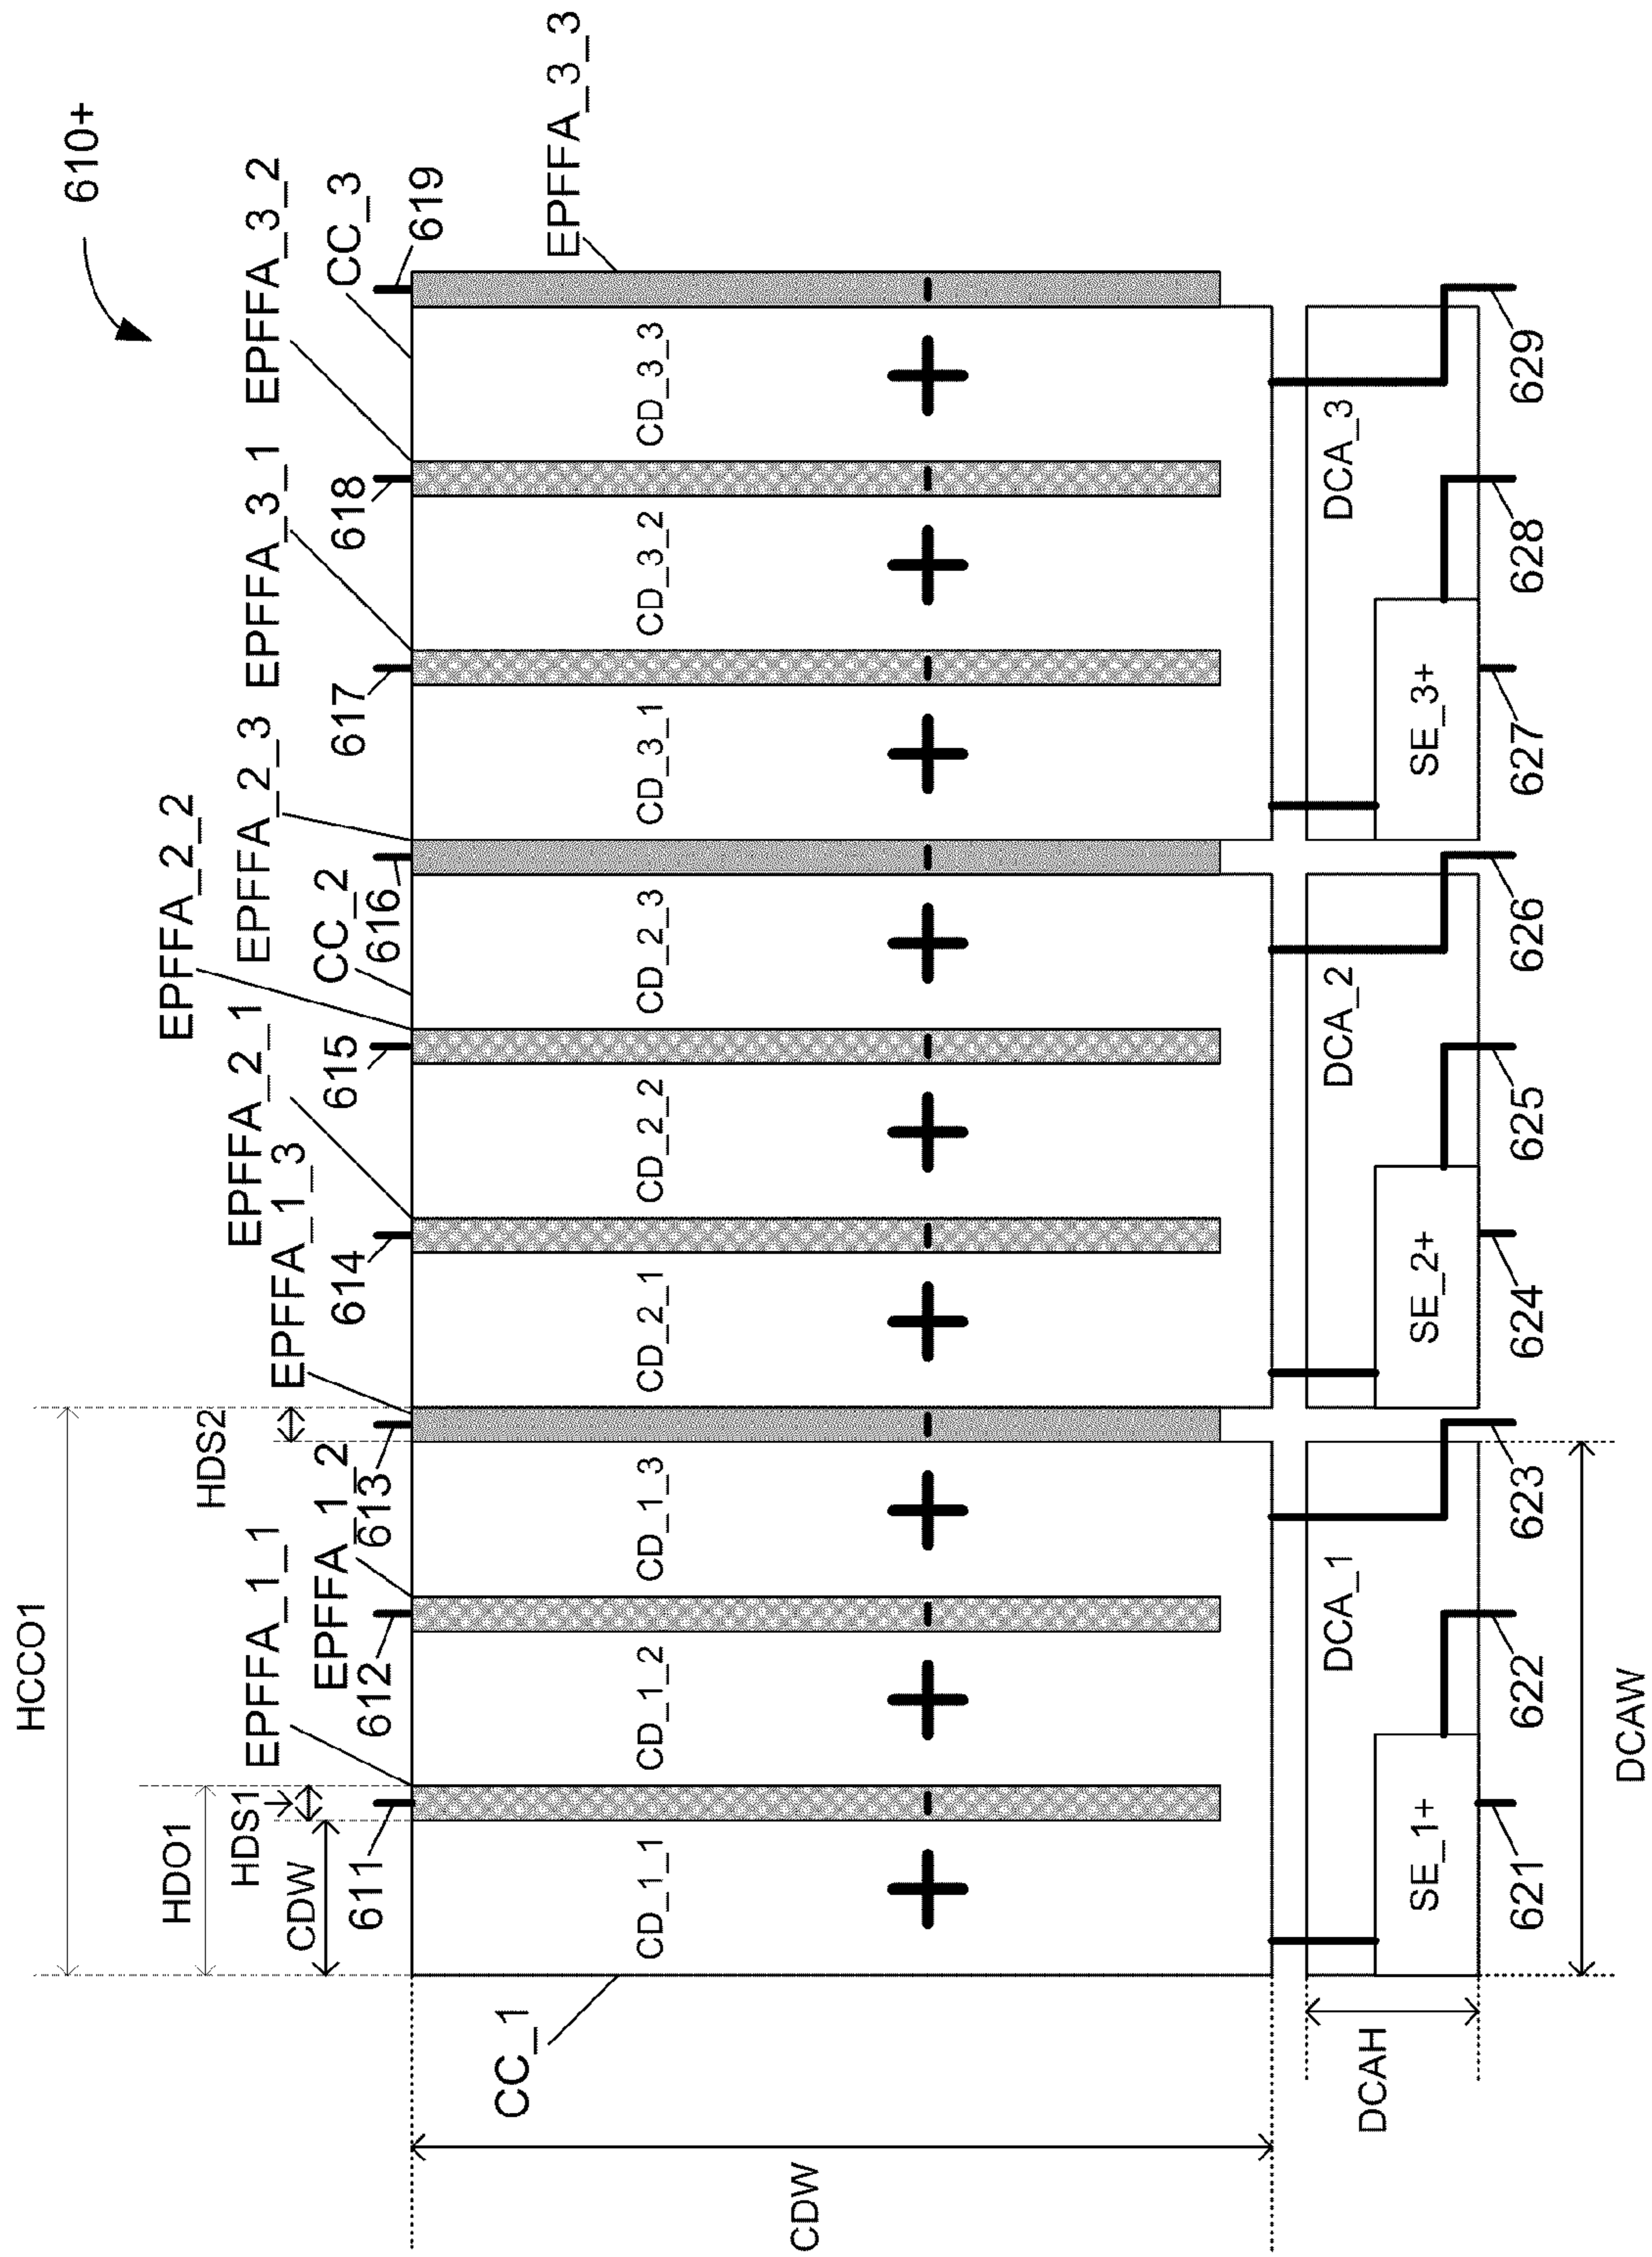 610+
HCCO1
HDO1
HDS1
CDW
HDS2
EPFFA_1_1
EPFFA_1_2
EPFFA_1_3
EPFFA_2_1
EPFFA_2_2
EPFFA_2_3
EPFFA_3_1
EPFFA_3_2
EPFFA_3_3
CC_1
CC_2
CC_3
611
612
613
614
615
616
617
618
619
CD_1_1
CD_1_2
CD_1_3
CD_2_1
CD_2_2
CD_2_3
CD_3_1
CD_3_2
CD_3_3
CDW
DCAH
DCA_1
DCA_2
DCA_3
SE_1+
SE_2+
SE_3+
621
622
623
624
625
626
627
628
629
DCAW